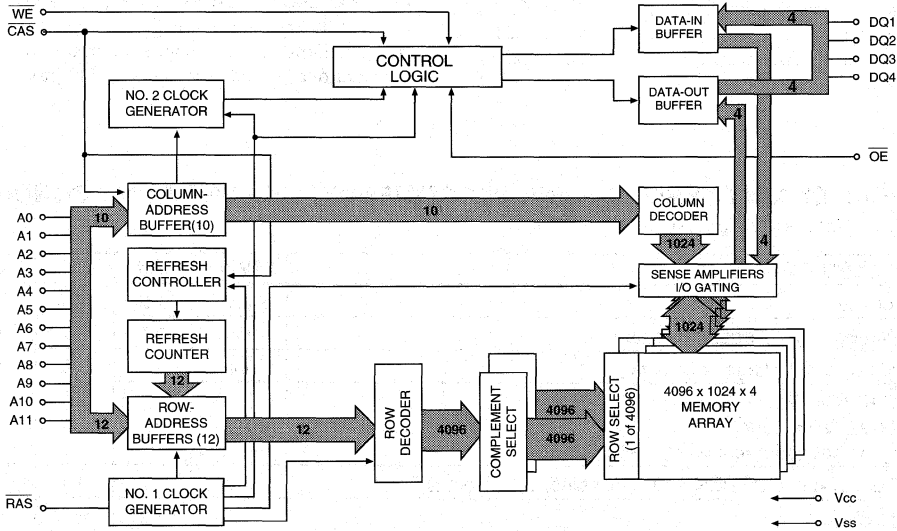 WE
CAS
CONTROL
LOGIC
DATA-IN
BUFFER
4
DQ1
DQ2
DQ3
DQ4
DATA-OUT
BUFFER
4
4
NO. 2 CLOCK
GENERATOR
OE
COLUMN-
ADDRESS
BUFFER(10)
10
10
COLUMN
DECODER
1024
4
A0
A1
A2
A3
A4
A5
A6
A7
A8
A9
A10
A11
REFRESH
CONTROLLER
SENSE AMPLIFIERS
I/O GATING
1024
REFRESH
COUNTER
12
12
ROW-
ADDRESS
BUFFERS (12)
12
ROW
DECODER
4096
COMPLEMENT
SELECT
4096
4096
ROW SELECT
(1 of 4096)
4096 x 1024 x 4
MEMORY
ARRAY
RAS
NO. 1 CLOCK
GENERATOR
Vcc
Vss